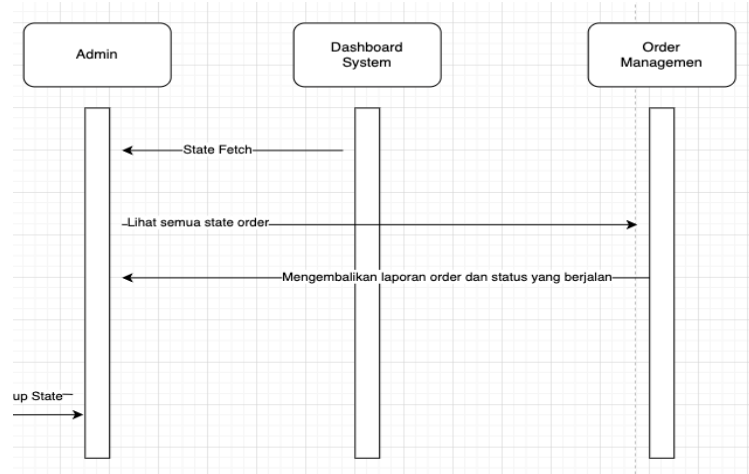 Admin
Dashboard
System
Order
Managemen
State Fetch
Lihat semua state order
Mengembalikan laporan order dan status yang berjalan
up State